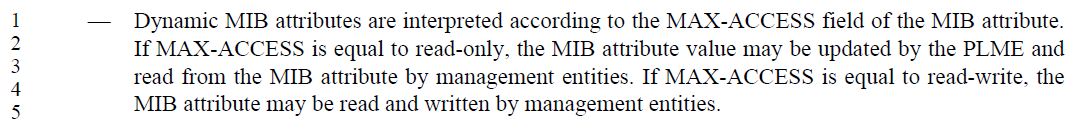 1 — Dynamic MIB attributes are interpreted according to the MAX-ACCESS field of the MIB attribute.
2 If MAX-ACCESS is equal to read-only, the MIB attribute value may be updated by the PLME and
3 read from the MIB attribute by management entities. If MAX-ACCESS is equal to read-write, the
4 MIB attribute may be read and written by management entities.
5